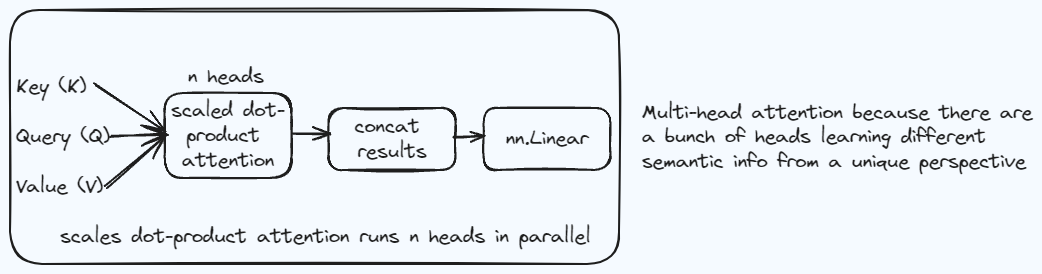 n heads
Key (K)
Query (Q)
Value (V)
scaled dot-
product
attention
concat
results
nn.Linear
scales dot-product attention runs n heads in parallel
Multi-head attention because there are
a bunch of heads learning different
semantic info from a unique perspective